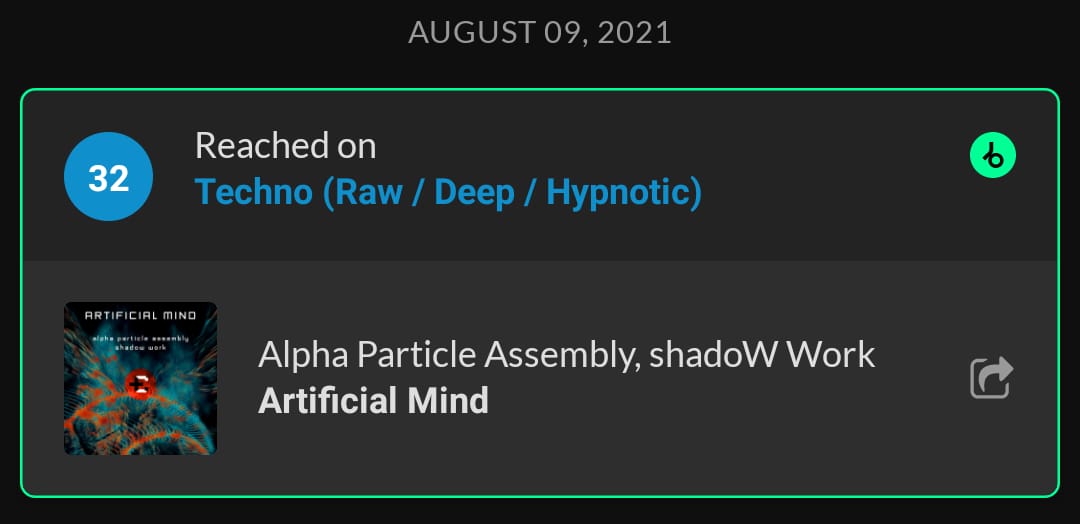 AUGUST 09, 2021
32
Reached on
Techno (Raw / Deep / Hypnotic)
ARTIFICIAL MIND
alpha particle assembly
shadow work
Alpha Particle Assembly, shadoW Work
Artificial Mind